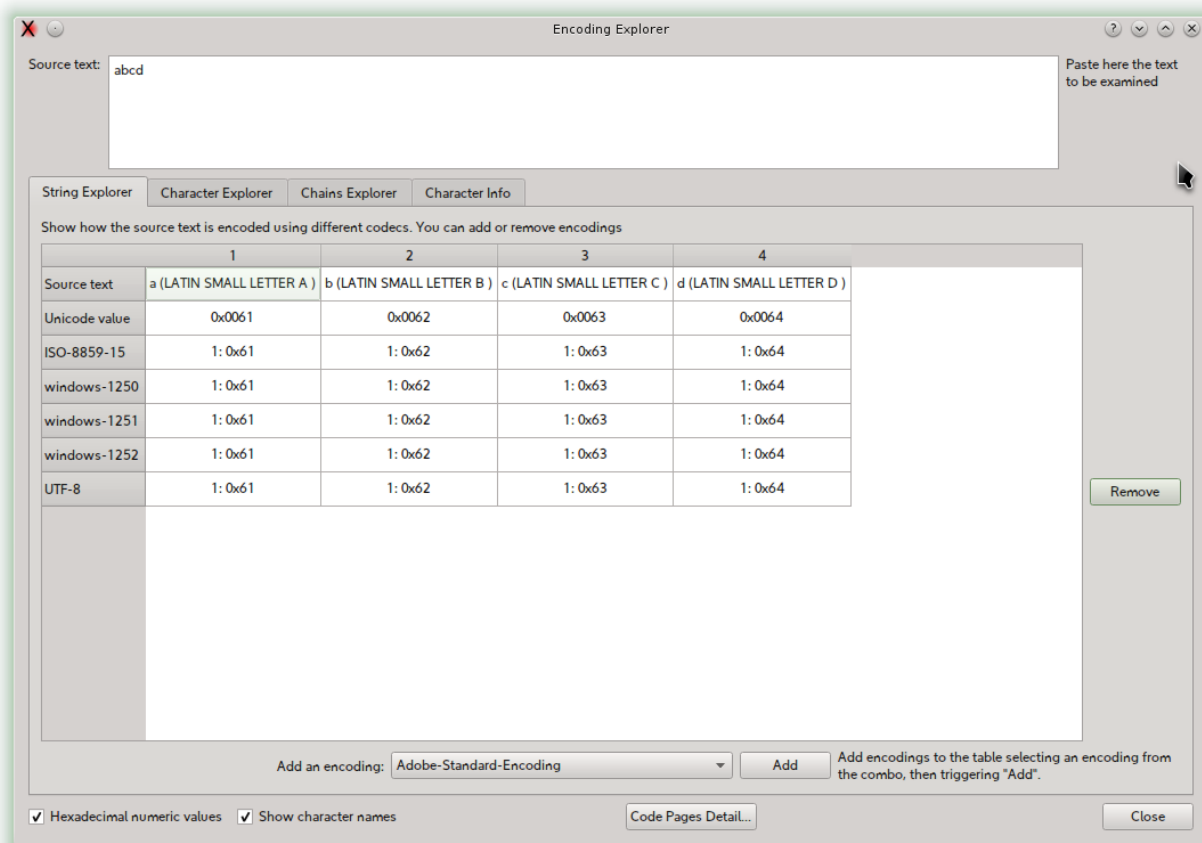 Encoding Explorer
Source text:
abcd
Paste here the text
to be examined
String Explorer Character Explorer Chains Explorer Character Info
Show how the source text is encoded using different codecs. You can add or remove encodings
1 2 3 4
Source text a (LATIN SMALL LETTER A ) b (LATIN SMALL LETTER B ) c (LATIN SMALL LETTER C ) d (LATIN SMALL LETTER D )
Unicode value 0x0061 0x0062 0x0063 0x0064
ISO-8859-15 1: 0x61 1: 0x62 1: 0x63 1: 0x64
windows-1250 1: 0x61 1: 0x62 1: 0x63 1: 0x64
windows-1251 1: 0x61 1: 0x62 1: 0x63 1: 0x64
windows-1252 1: 0x61 1: 0x62 1: 0x63 1: 0x64
UTF-8 1: 0x61 1: 0x62 1: 0x63 1: 0x64
Remove
Add an encoding: Adobe-Standard-Encoding Add
Add encodings to the table selecting an encoding from
the combo, then triggering "Add".
Hexadecimal numeric values Show character names Code Pages Detail... Close